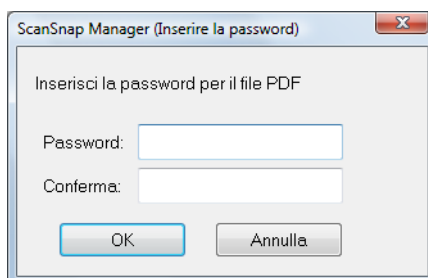 ScanSnap Manager (Inserire la password)
Inserisci la password per il file PDF
Password:
Conferma:
OK Annulla